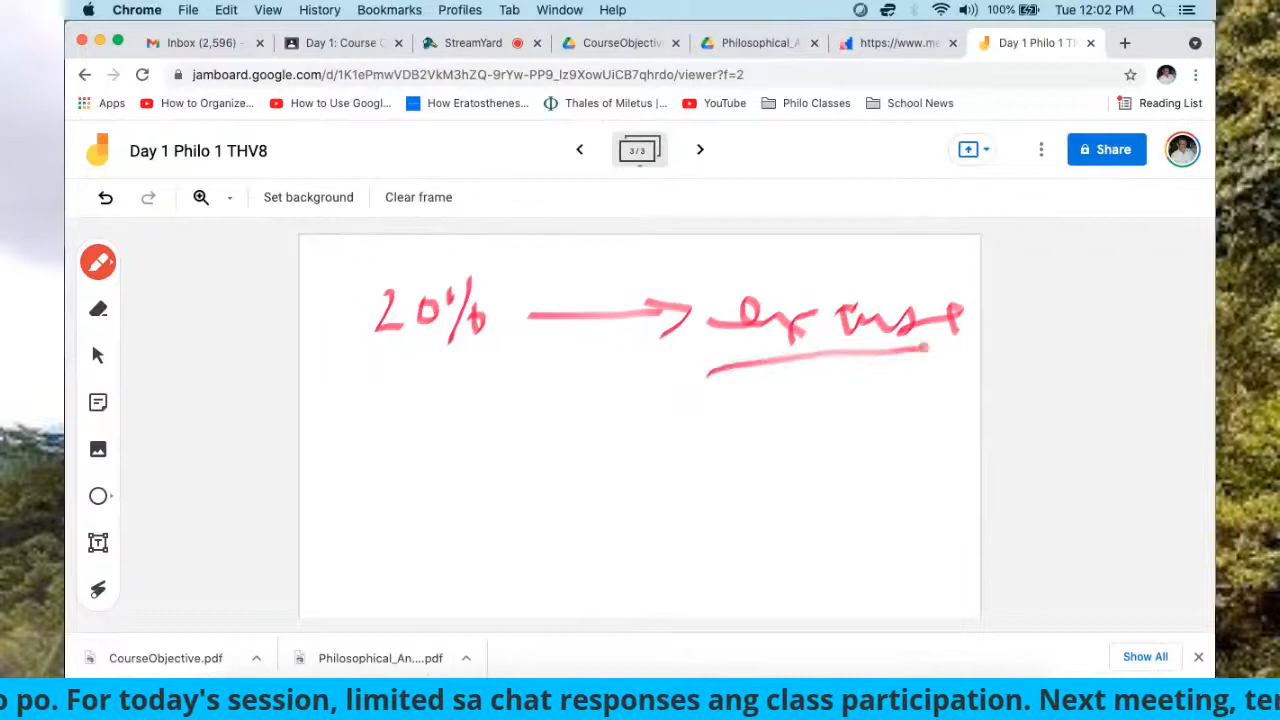 Chrome File Edit View History Bookmarks Profiles Tab Window Help 100% Tue 12:02 PM
Inbox (2,596) - Day 1: Course C StreamYard CourseObjectiv Philosophical_A https://www.me Day 1 Philo 1 TH
jamboard.google.com/d/1K1ePmwVDB2VkM3hZQ-9rYw-PP9_Iz9XowUiCB7qhrdo/viewer?f=2
Apps How to Organize... How to Use Googl... How Eratosthenes... Thales of Miletus |... YouTube Philo Classes School News Reading List
Day 1 Philo 1 THV8 3 / 3 Share
Set background Clear frame
20%
CourseObjective.pdf Philosophical_An....pdf Show All
o po. For today's session, limited sa chat responses ang class participation. Next meeting, ter